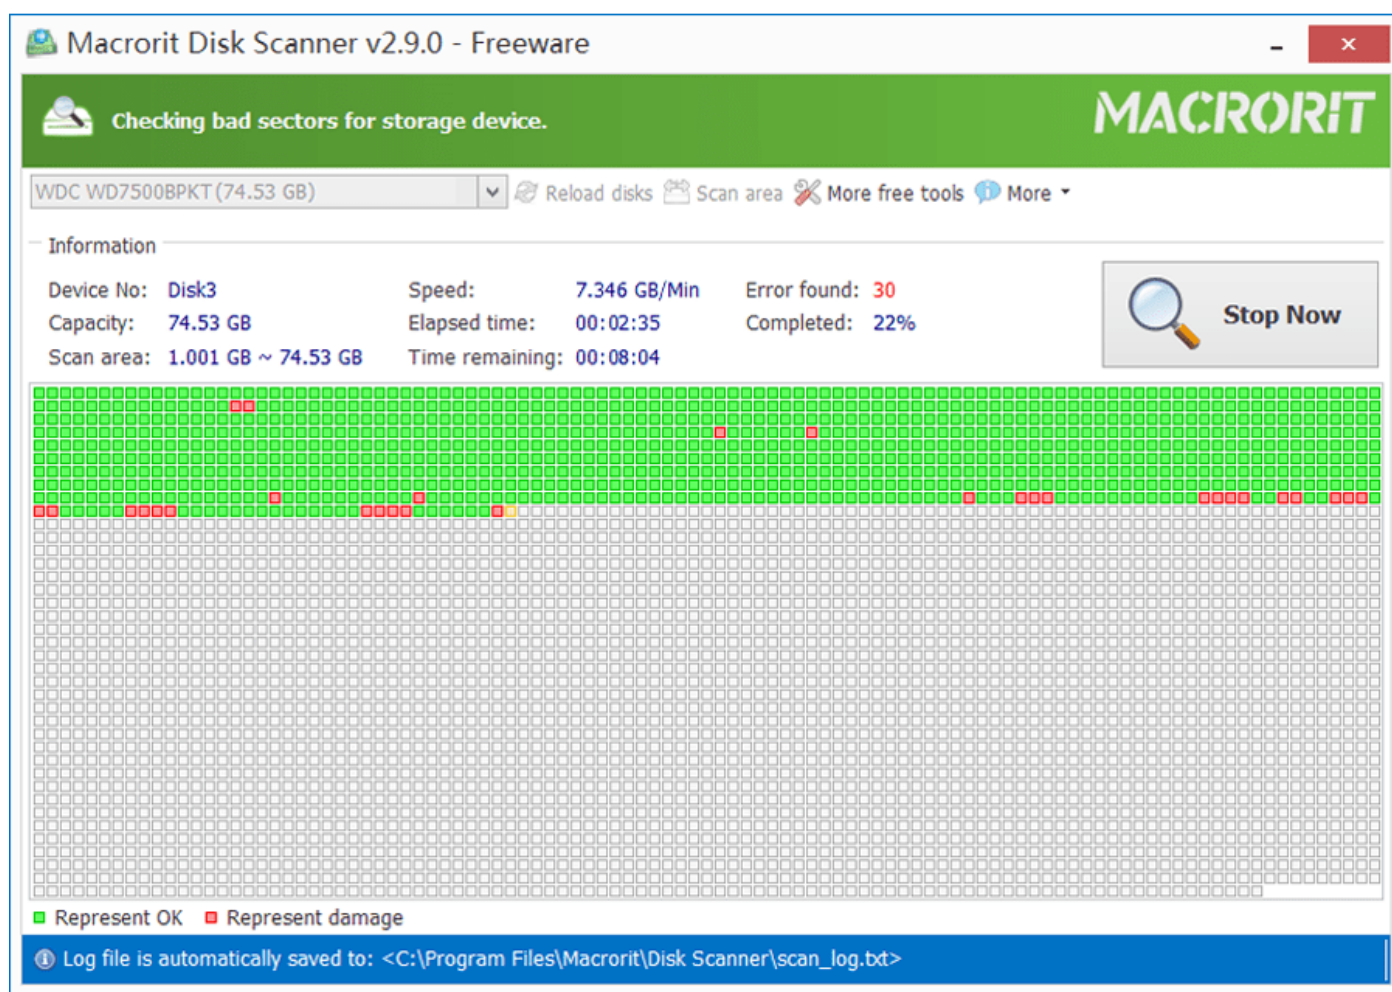 Macrorit Disk Scanner v2.9.0 - Freeware
Checking bad sectors for storage device.
MACRORIT
WDC WD7500BPKT (74.53 GB) Reload disks Scan area More free tools More
Information
Device No: Disk3 Speed: 7.346 GB/Min Error found: 30
Capacity: 74.53 GB Elapsed time: 00:02:35 Completed: 22%
Scan area: 1.001 GB ~ 74.53 GB Time remaining: 00:08:04
Stop Now
Represent OK Represent damage
Log file is automatically saved to: <C:\Program Files\Macrorit\Disk Scanner\scan_log.txt>